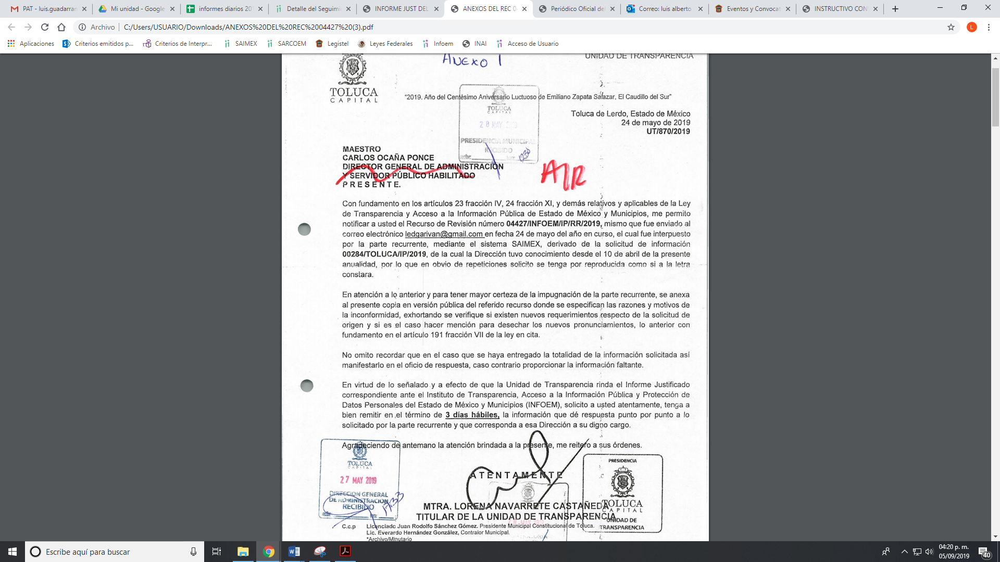 PAT - luis.guadarran
Mi unidad - Google
informes diarios 201
Detalle del Seguimie
INFORME JUST DEL
ANEXOS DEL REC 04
Periódico Oficial del
Correo: luis alberto
Eventos y Convocat
INSTRUCTIVO CON
Archivo
C:/Users/USUARIO/Downloads/ANEXOS%20DEL%20REC%2004427%20(3).pdf
L
Aplicaciones
Criterios emitidos p...
Criterios de Interpr...
SAIMEX
SARCOEM
Legistel
Leyes Federales
Infoem
INAI
Acceso de Usuario
UNIDAD DE TRANSPARENCIA
ANEXO 1
TOLUCA
CAPITAL
"2019. Año del Centésimo Aniversario Luctuoso de Emiliano Zapata Salazar, El Caudillo del Sur"
TOLUCA
CAPITAL
28 MAY
PRESIDENCIA MUNICIPAL
RECIBIDO
recibe: hora: 1230
Toluca de Lerdo, Estado de México
24 de mayo de 2019
UT/870/2019
MAESTRO
CARLOS OCAÑA PONCE
DIRECTOR GENERAL DE ADMINISTRACIÓN
Y SERVIDOR PÚBLICO HABILITADO
P R E S E N T E.
Con fundamento en los artículos 23 fracción IV, 24 fracción XI, y demás relativos y aplicables de la Ley
de Transparencia y Acceso a la Información Pública de Estado de México y Municipios, me permito
notificar a usted el Recurso de Revisión número 04427/INFOEM/IP/RR/2019, mismo que fue enviado al
correo electrónico ledgarivan@gmail.com en fecha 24 de mayo del año en curso, el cual fue interpuesto
por la parte recurrente, mediante el sistema SAIMEX, derivado de la solicitud de información
00284/TOLUCA/IP/2019, de la cual la Dirección tuvo conocimiento desde el 10 de abril de la presente
anualidad, por lo que en obvio de repeticiones solicito se tenga por reproducida como si a la letra
constara.
En atención a lo anterior y para tener mayor certeza de la impugnación de la parte recurrente, se anexa
al presente copia en versión pública del referido recurso donde se especifican las razones y motivos de
la inconformidad, exhortando se verifique si existen nuevos requerimientos respecto de la solicitud de
origen y si es el caso hacer mención para desechar los nuevos pronunciamientos, lo anterior con
fundamento en el artículo 191 fracción VII de la ley en cita.
No omito recordar que en el caso que se haya entregado la totalidad de la información solicitada así
manifestarlo en el oficio de respuesta, caso contrario proporcionar la información faltante.
En virtud de lo señalado y a efecto de que la Unidad de Transparencia rinda el Informe Justificado
correspondiente ante el Instituto de Transparencia, Acceso a la Información Pública y Protección de
Datos Personales del Estado de México y Municipios (INFOEM), solicito a usted atentamente, tenga a
bien remitir en el término de 3 días hábiles, la información que dé respuesta punto por punto a lo
solicitado por la parte recurrente y que corresponda a esa Dirección a su digno cargo.
Agradeciendo de antemano la atención brindada a la presente, me reitero a sus órdenes.
TOLUCA
CAPITAL
27 MAY 2019
DIRECCIÓN GENERAL
DE ADMINISTRACIÓN
RECIBIDO
recibe: hora: 17:33
A T E N T A M E N T E
MTRA. LORENA NAVARRETE CASTAÑEDA
TITULAR DE LA UNIDAD DE TRANSPARENCIA
PRESIDENCIA
TOLUCA
CAPITAL
UNIDAD DE
TRANSPARENCIA
C.c.p Licenciado Juan Rodolfo Sánchez Gómez. Presidente Municipal Constitucional de Toluca.
Lic. Everardo Hernández González, Contralor Municipal.
*Archivo/Minutario
Escribe aquí para buscar
04:20 p. m.
05/09/2019
40